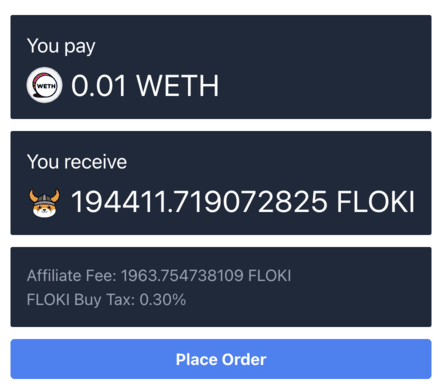 You pay
WETH 0.01 WETH
You receive
194411.719072825 FLOKI
Affiliate Fee: 1963.754738109 FLOKI
FLOKI Buy Tax: 0.30%
Place Order